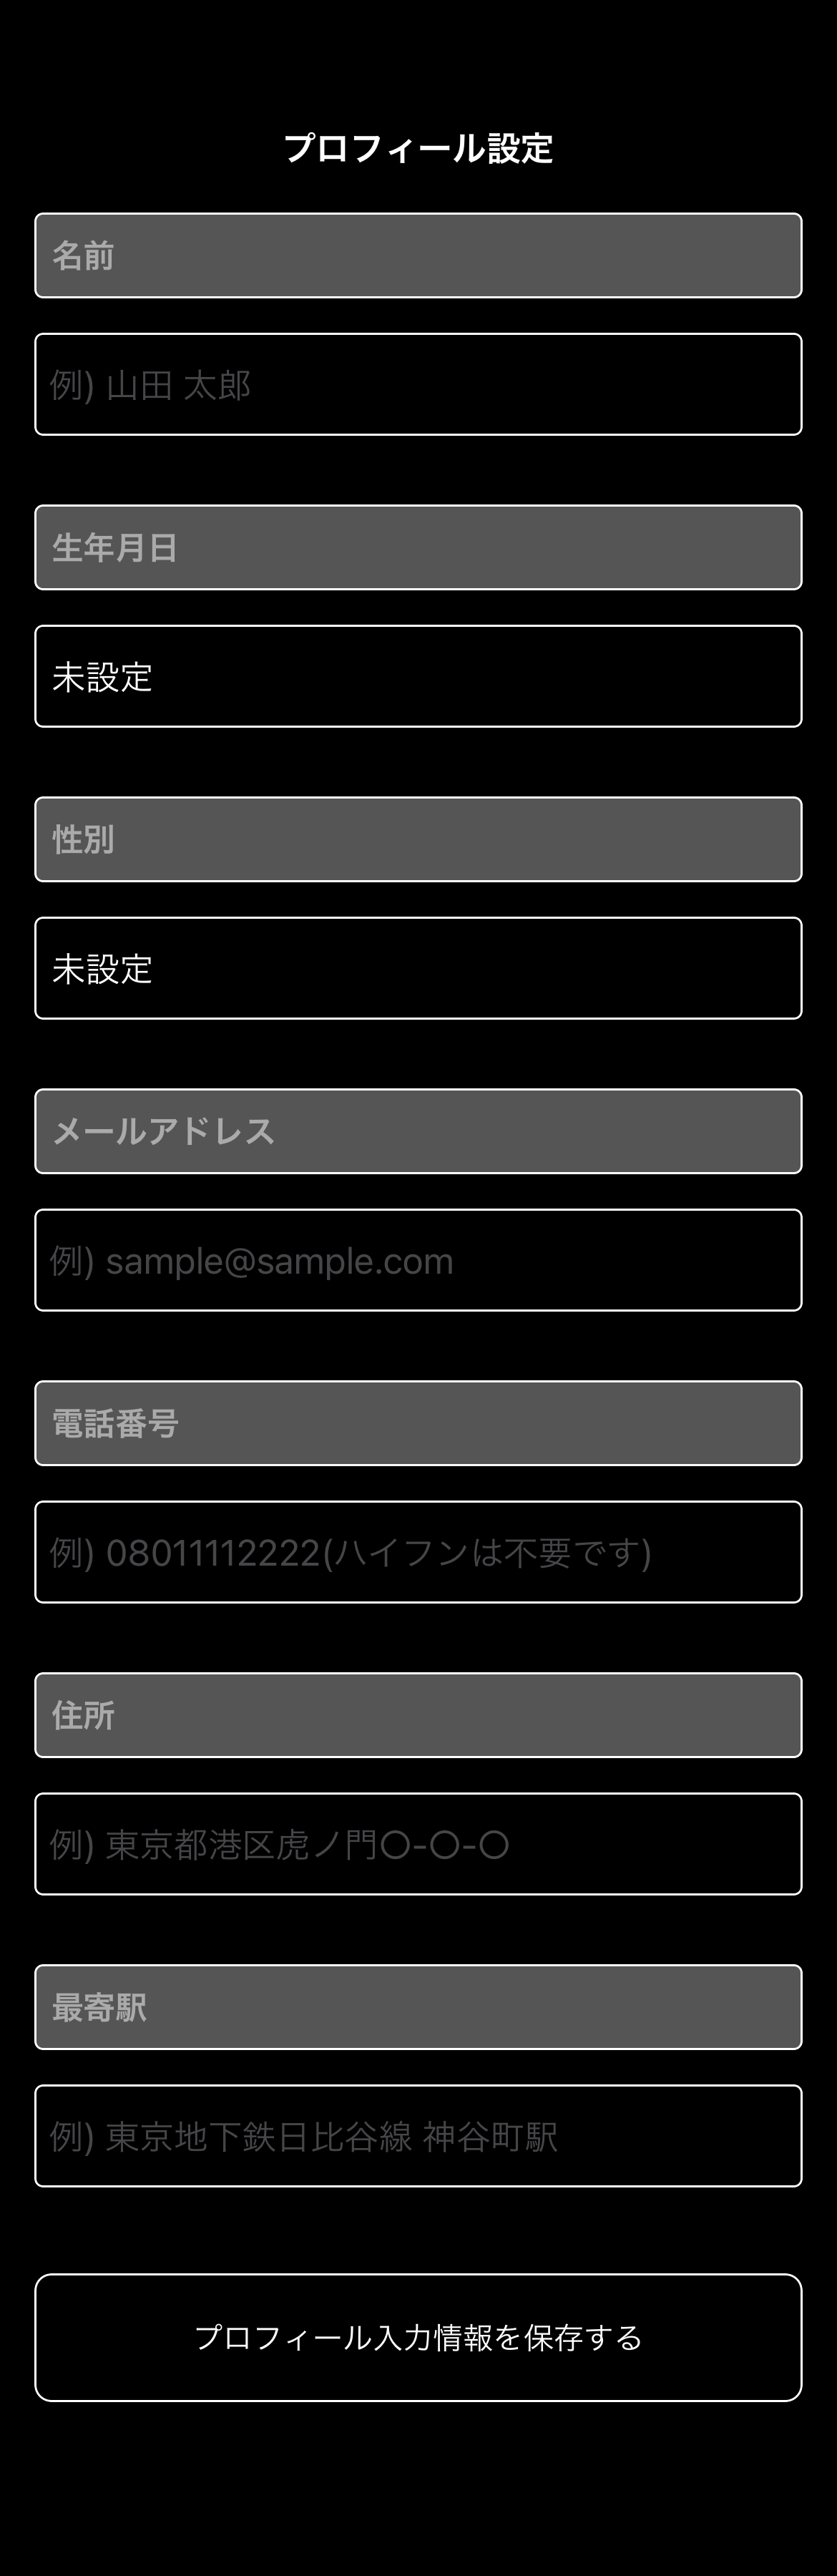 プロフィール設定
名前
例) 山田 太郎
生年月日
未設定
性別
未設定
メールアドレス
例) sample@sample.com
電話番号
例) 08011112222(ハイフンは不要です)
住所
例) 東京都港区虎ノ門〇-〇-〇
最寄駅
例) 東京地下鉄日比谷線 神谷町駅
プロフィール入力情報を保存する